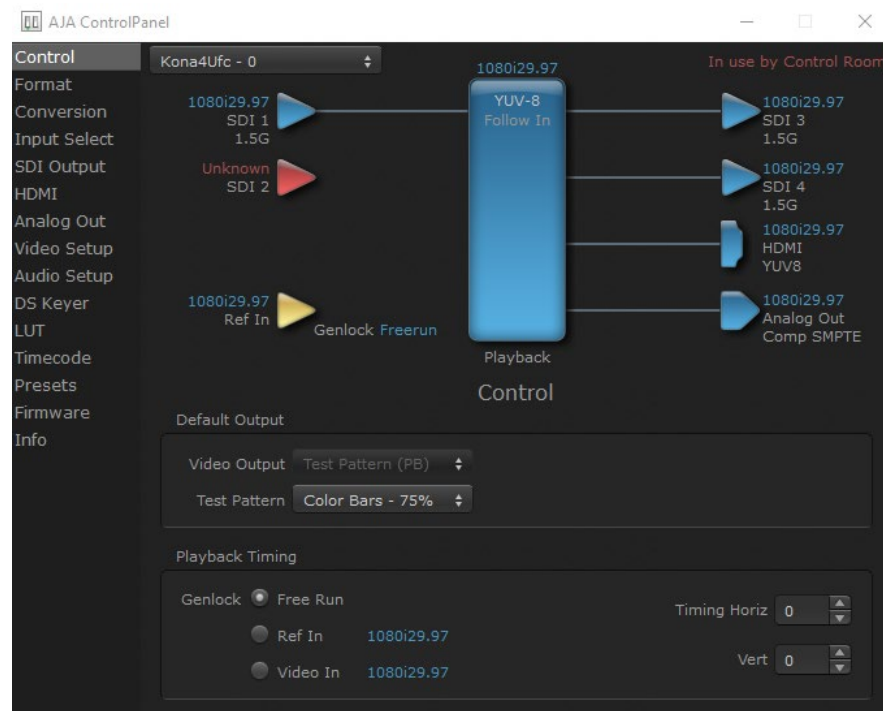 AJA ControlPanel
Control
Format
Conversion
Input Select
SDI Output
HDMI
Analog Out
Video Setup
Audio Setup
DS Keyer
LUT
Timecode
Presets
Firmware
Info
Kona4Ufc - 0
1080i29.97
In use by Control Room
1080i29.97
SDI 1
1.5G
Unknown
SDI 2
1080i29.97
Ref In
Genlock Freerun
YUV-8
Follow In
Playback
1080i29.97
SDI 3
1.5G
1080i29.97
SDI 4
1.5G
1080i29.97
HDMI
YUV8
1080i29.97
Analog Out
Comp SMPTE
Control
Default Output
Video Output Test Pattern (PB)
Test Pattern Color Bars - 75%
Playback Timing
Genlock Free Run
Ref In 1080i29.97
Video In 1080i29.97
Timing Horiz 0
Vert 0